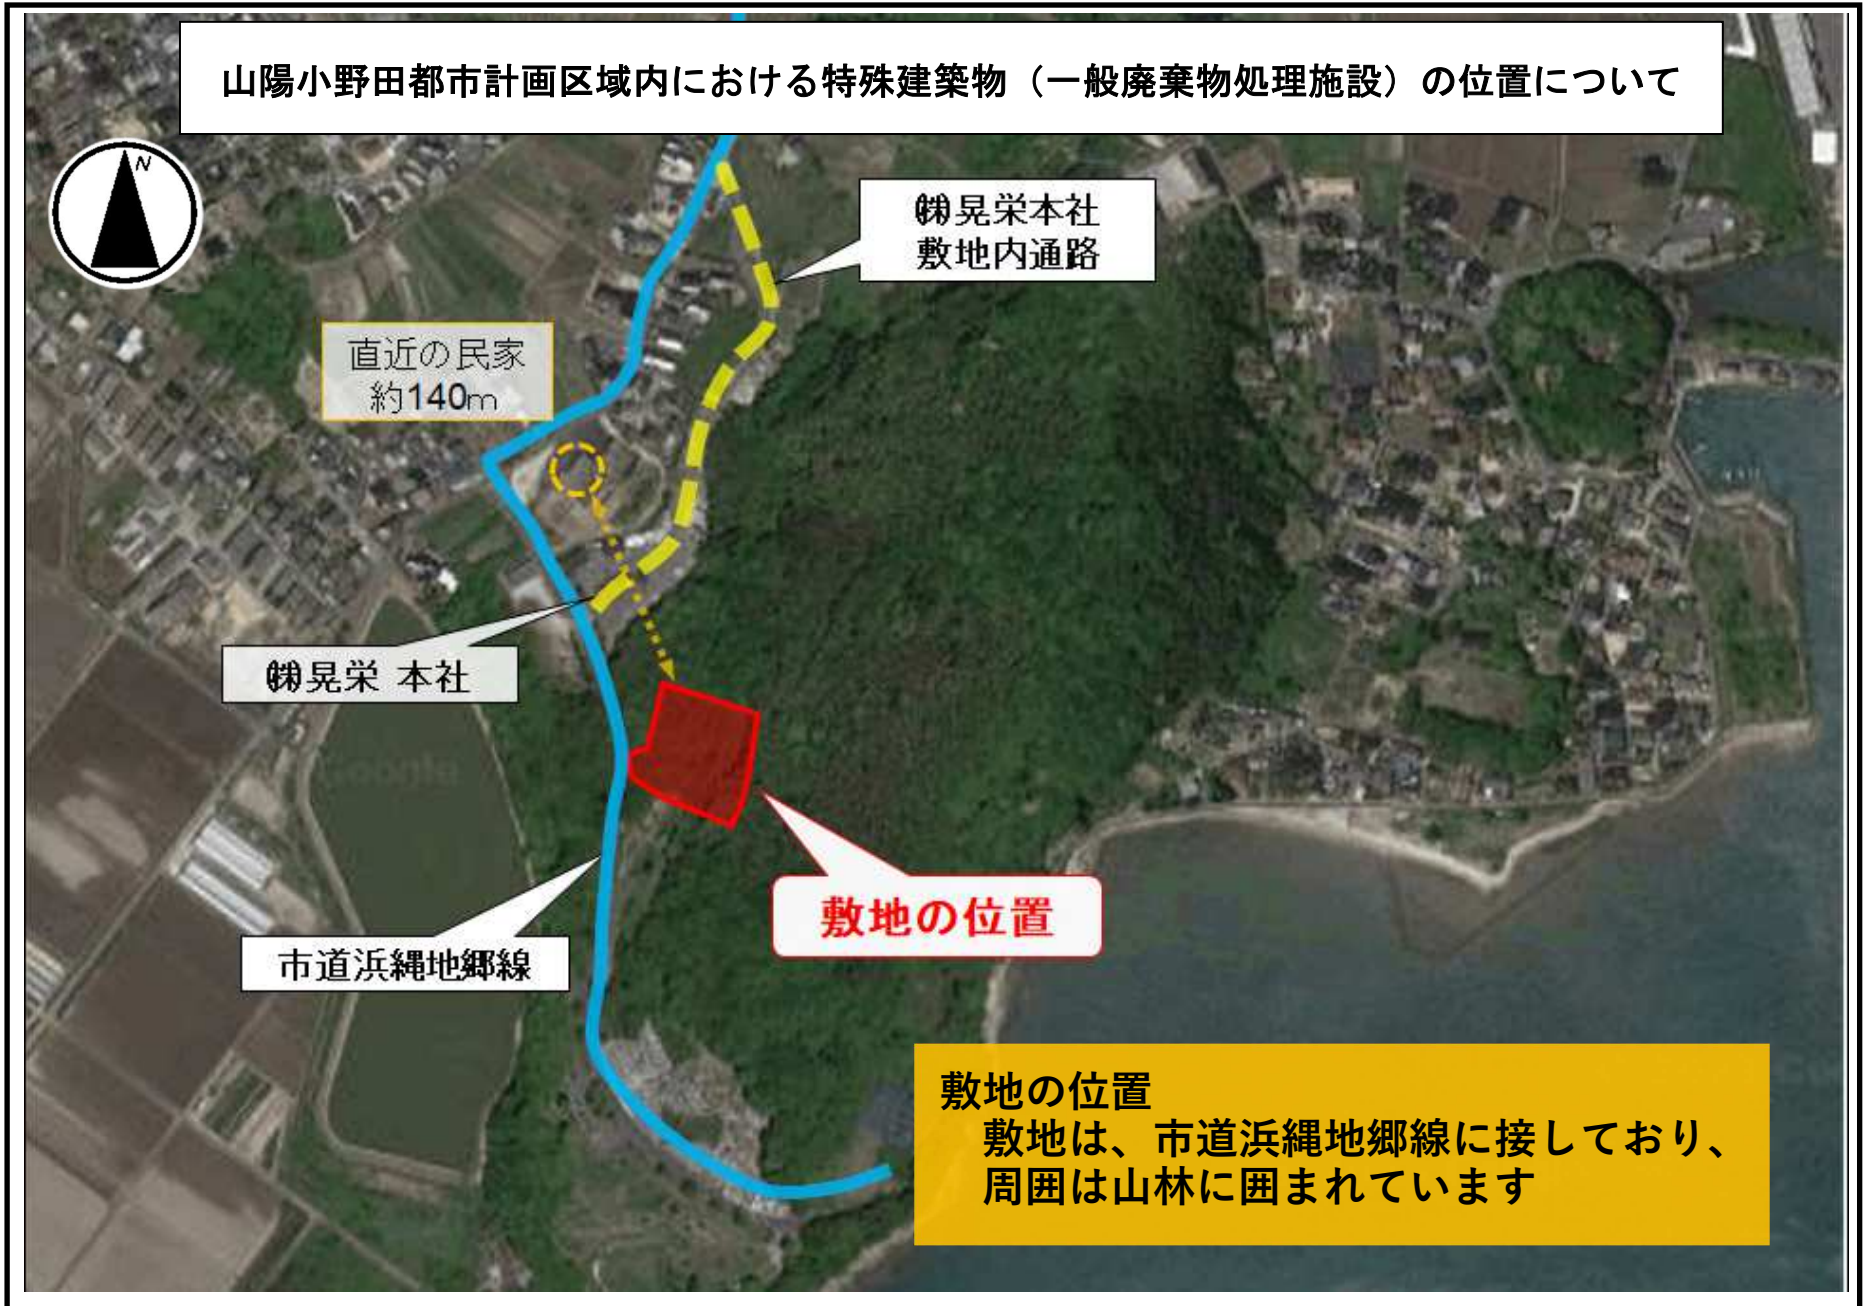 山陽小野田都市計画区域内における特殊建築物（一般廃棄物処理施設）の位置について
N
㈱晃栄本社
敷地内通路
直近の民家
約140m
㈱晃栄 本社
敷地の位置
市道浜縄地郷線
敷地の位置
敷地は、市道浜縄地郷線に接しており、
周囲は山林に囲まれています